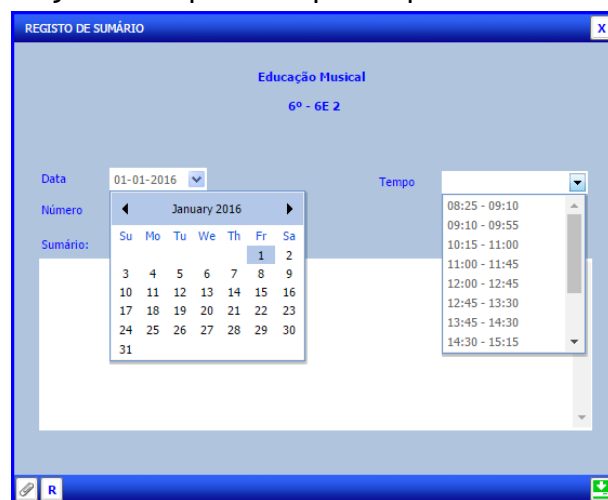 REGISTO DE SUMÁRIO X
Educação Musical
6º - 6E 2
Data 01-01-2016 Tempo
Número
Sumário:
January 2016
Su Mo Tu We Th Fr Sa
1 2
3 4 5 6 7 8 9
10 11 12 13 14 15 16
17 18 19 20 21 22 23
24 25 26 27 28 29 30
31
08:25 - 09:10
09:10 - 09:55
10:15 - 11:00
11:00 - 11:45
12:00 - 12:45
12:45 - 13:30
13:45 - 14:30
14:30 - 15:15
R